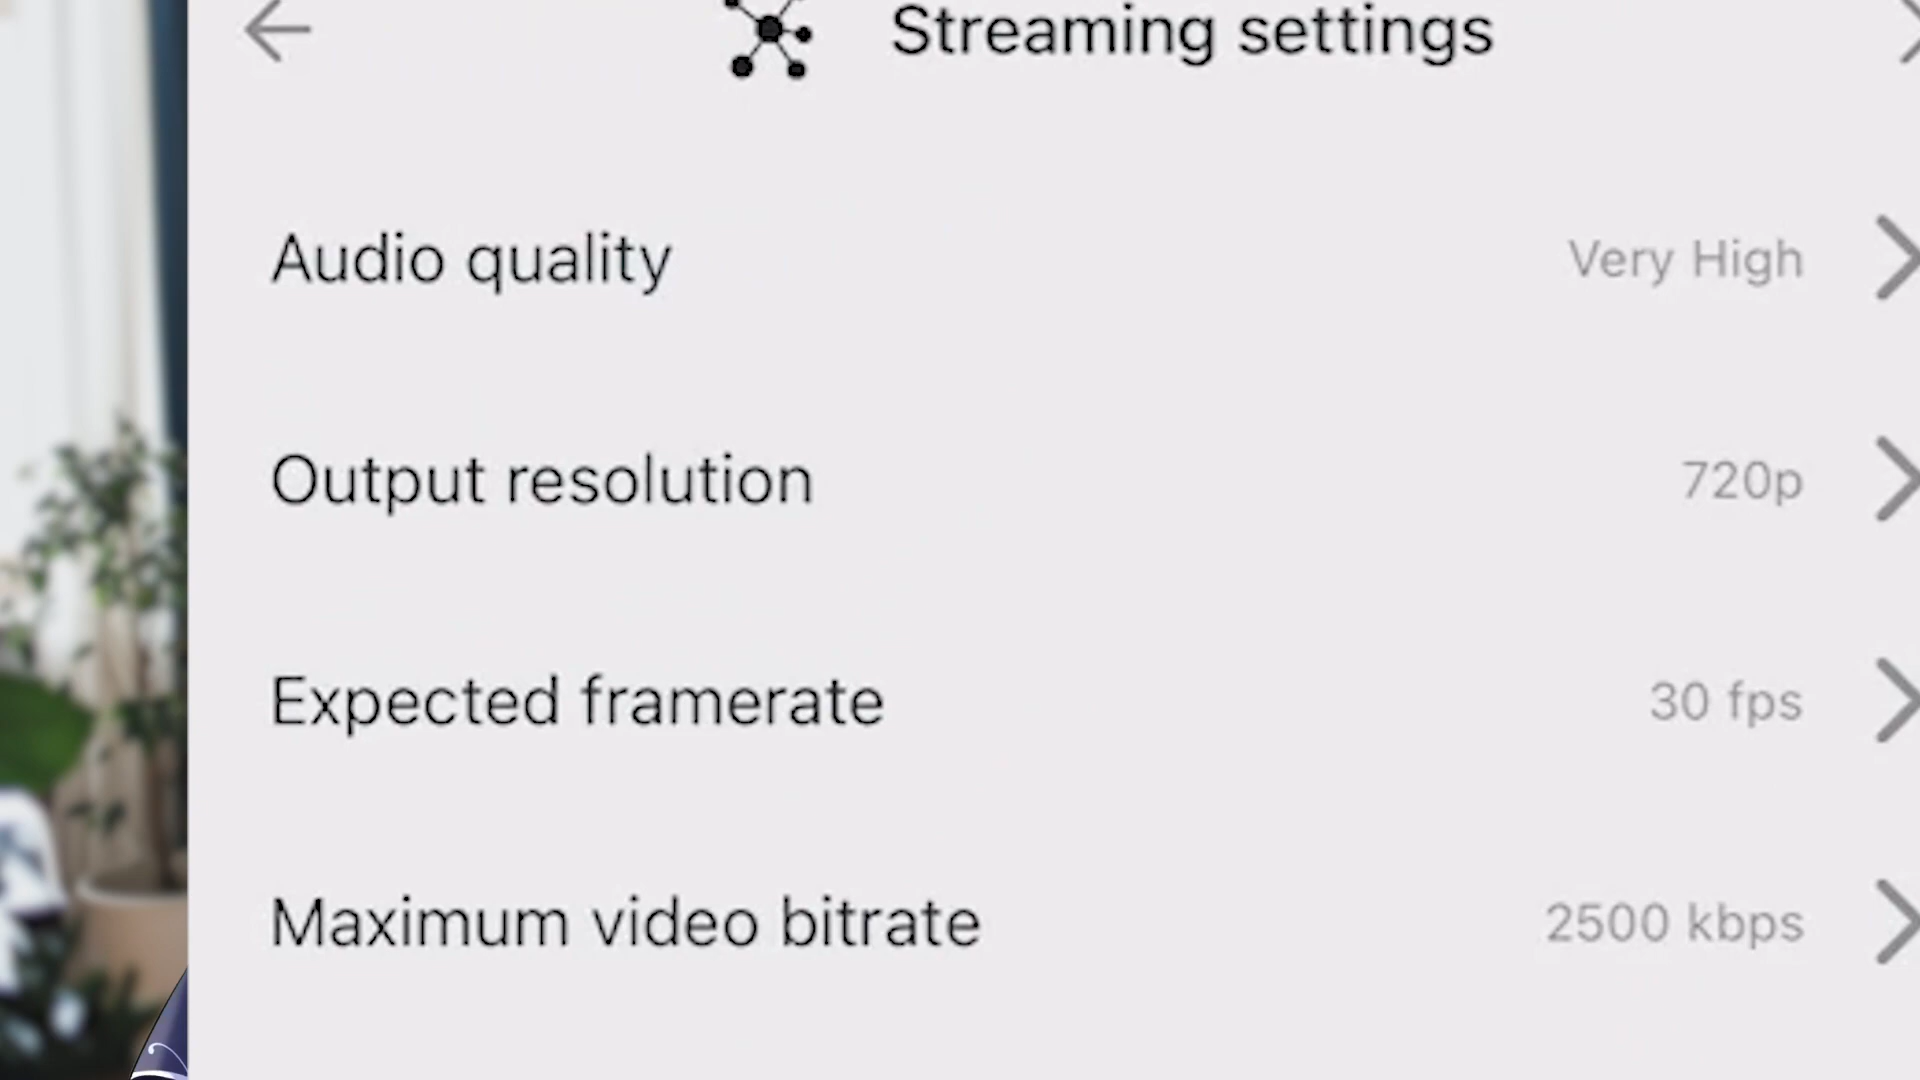 Streaming settings
Audio quality Very High
Output resolution 720p
Expected framerate 30 fps
Maximum video bitrate 2500 kbps